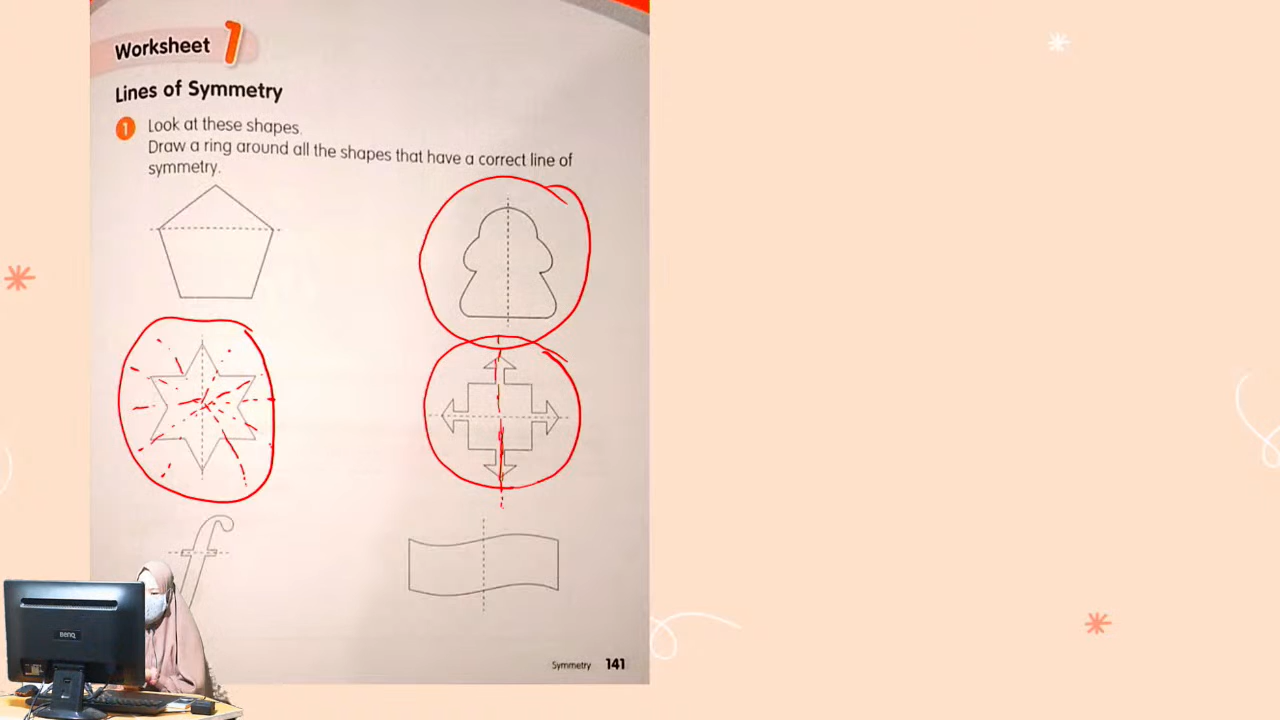 Worksheet 1
Lines of Symmetry
1 Look at these shapes.
Draw a ring around all the shapes that have a correct line of
symmetry.
BenQ
Symmetry 141